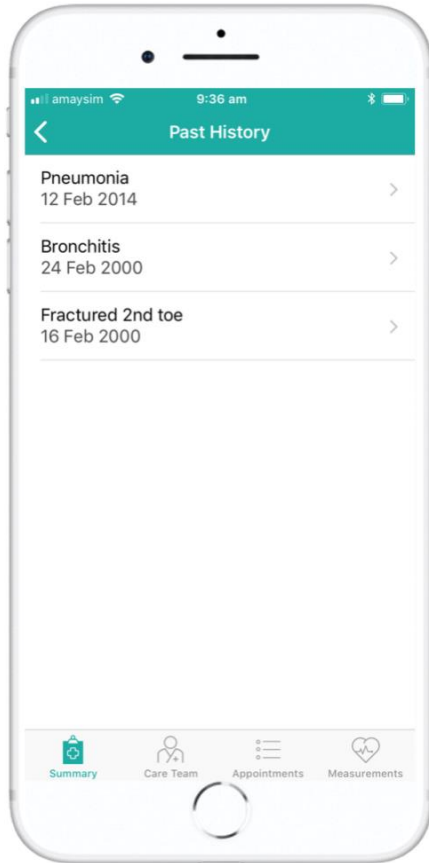 amaysim 9:36 am
Past History
Pneumonia
12 Feb 2014
Bronchitis
24 Feb 2000
Fractured 2nd toe
16 Feb 2000
Summary Care Team Appointments Measurements